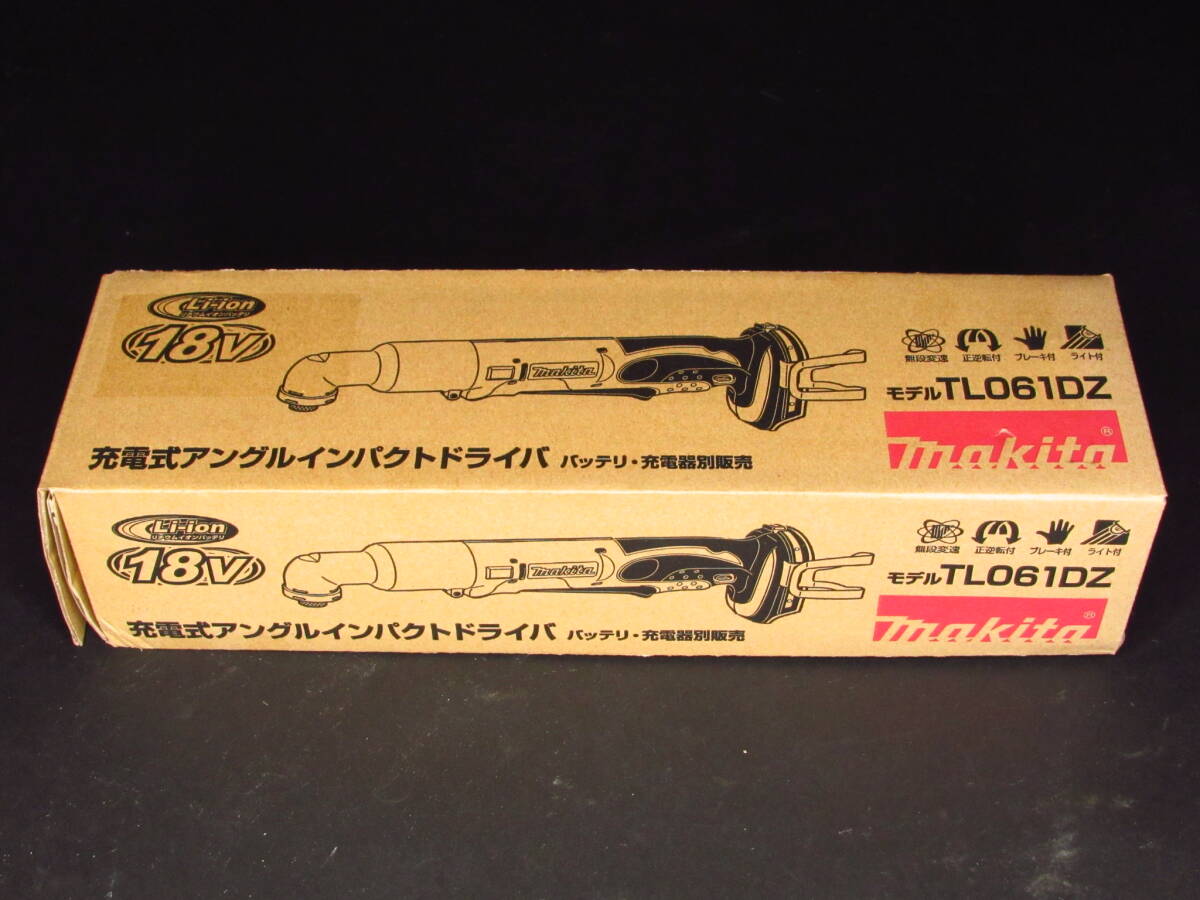 Li-ion
リチウムイオンバッテリ
18V
makita
無段変速 正逆転付 ブレーキ付 ライト付
モデルTL061DZ
makita®
充電式アングルインパクトドライバ バッテリ・充電器別販売
Li-ion
リチウムイオンバッテリ
18V
makita
無段変速 正逆転付 ブレーキ付 ライト付
モデルTL061DZ
makita®
充電式アングルインパクトドライバ バッテリ・充電器別販売